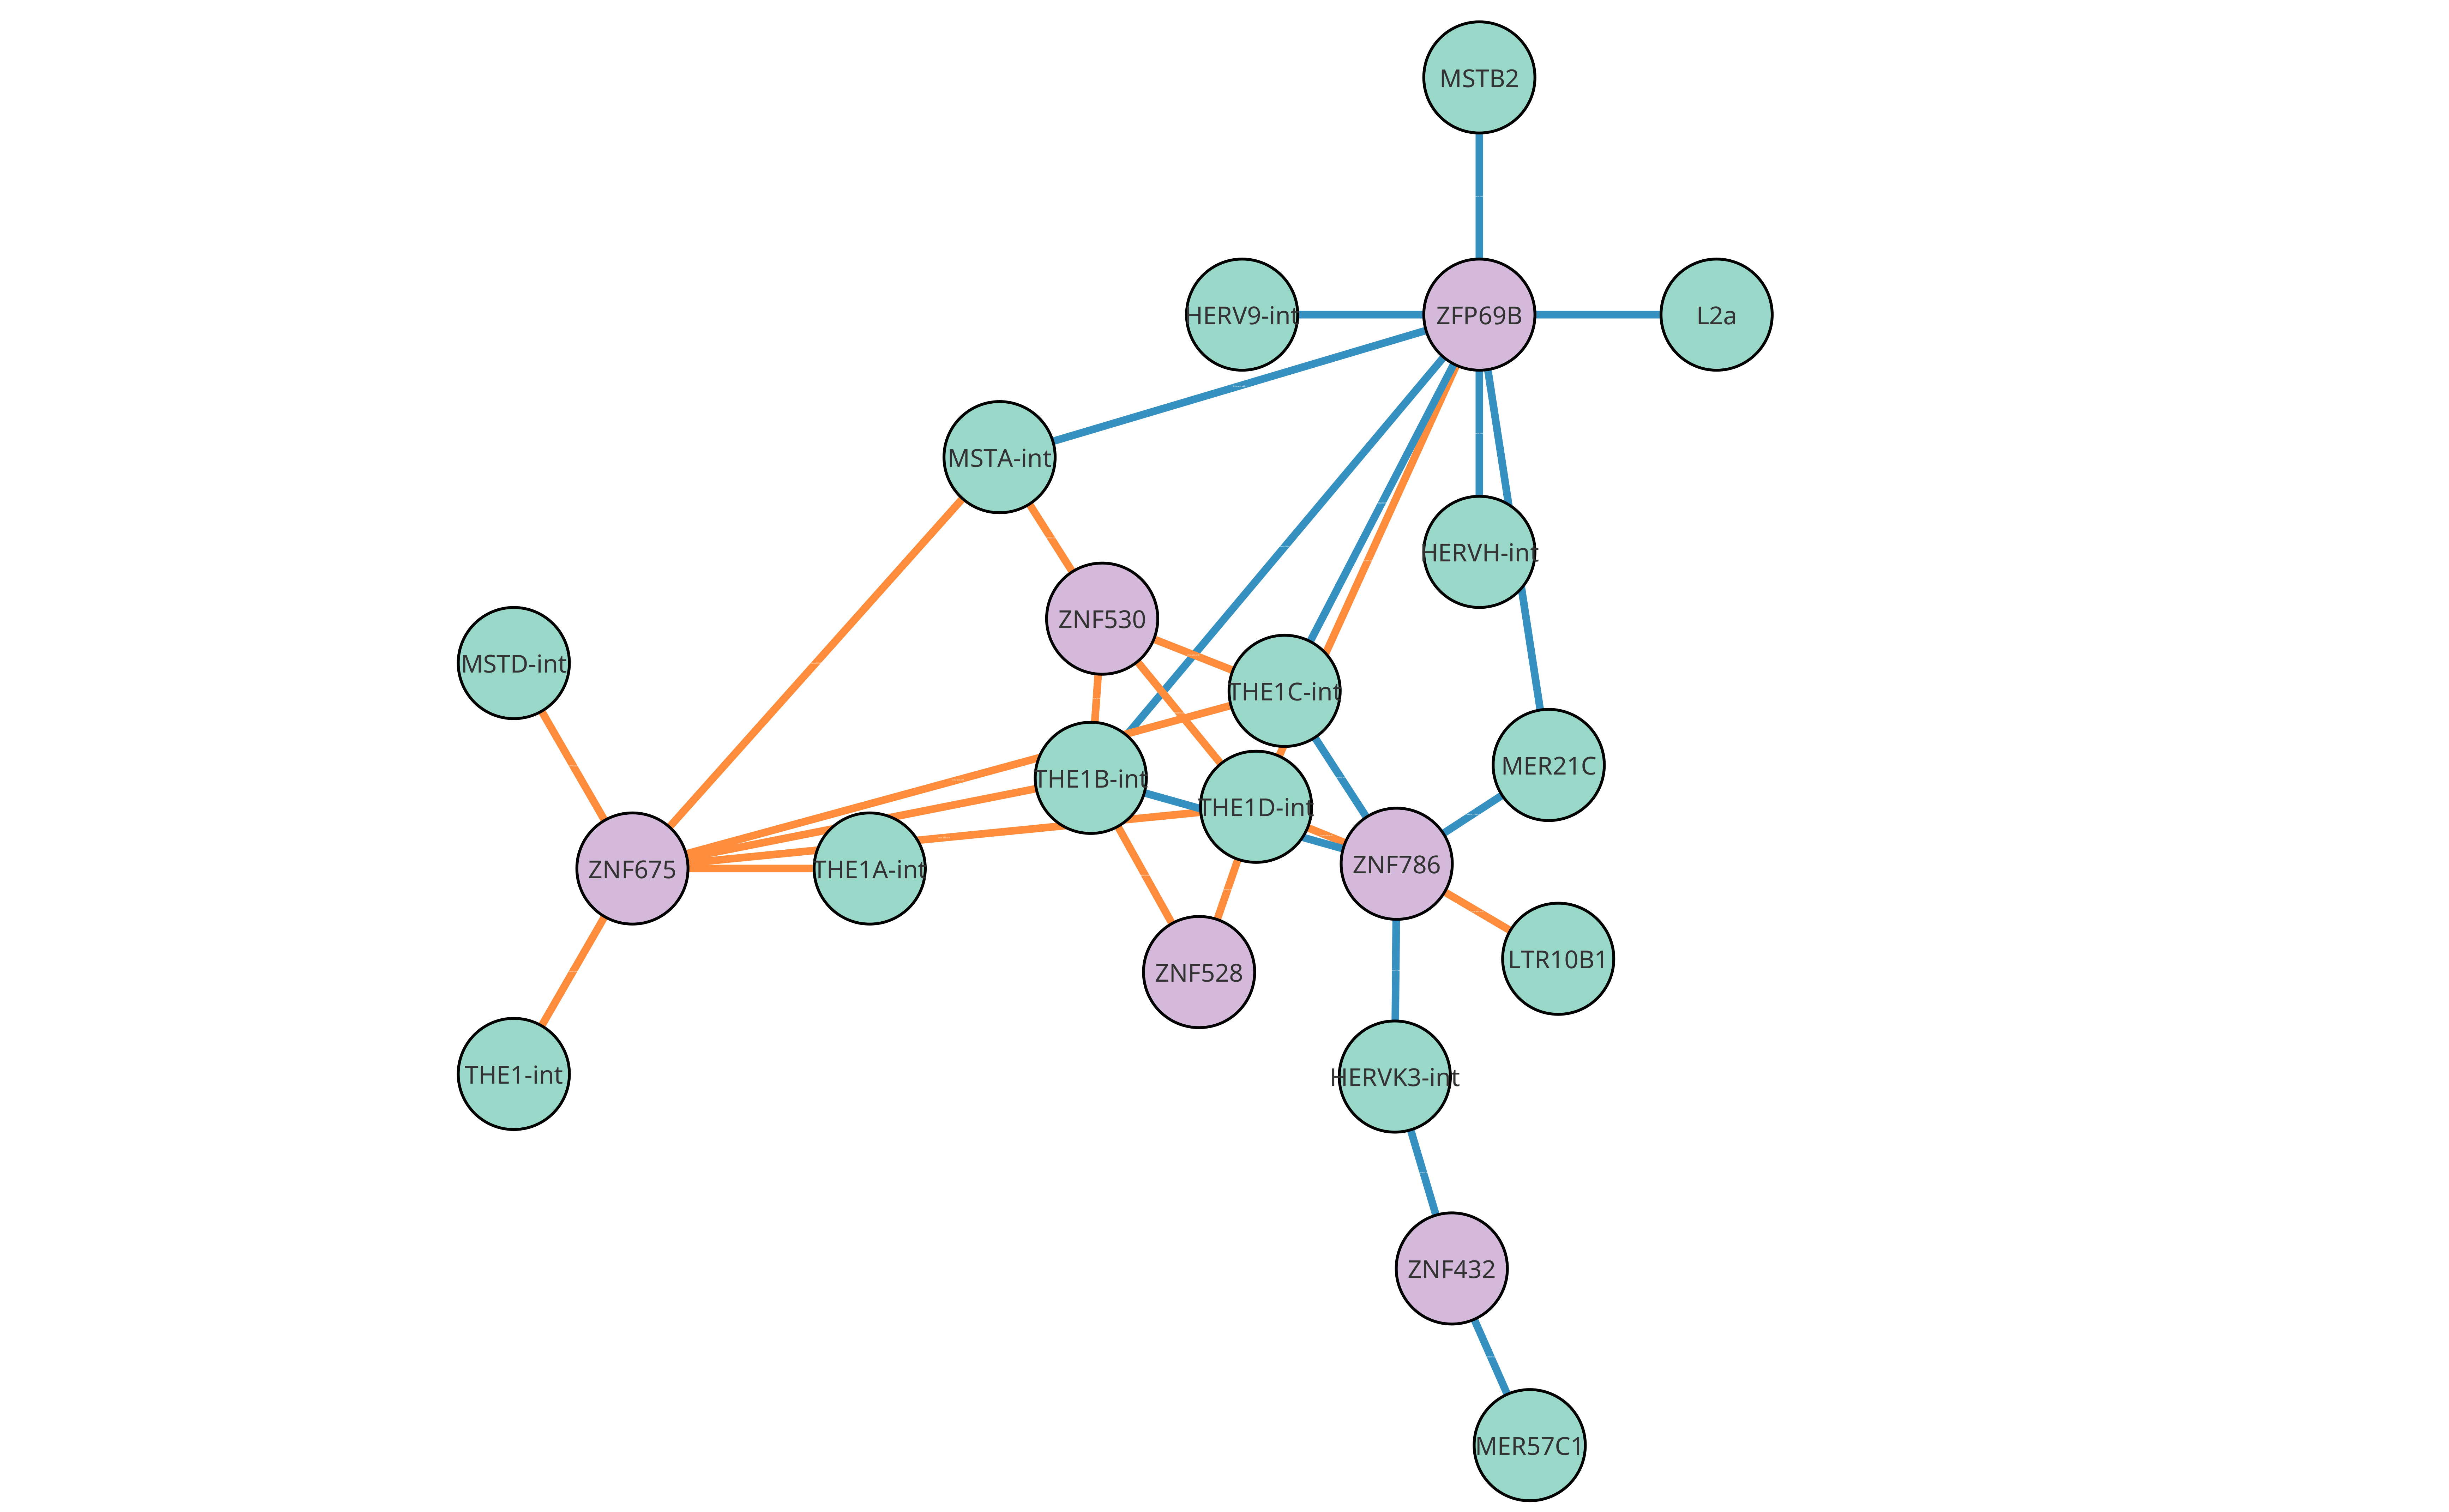 MSTB2
HERV9-int
ZFP69B
L2a
MSTA-int
HERVH-int
ZNF530
MSTD-int
THE1C-int
MER21C
THE1B-int
THE1D-int
ZNF675
THE1A-int
ZNF786
LTR10B1
ZNF528
THE1-int
HERVK3-int
ZNF432
MER57C1